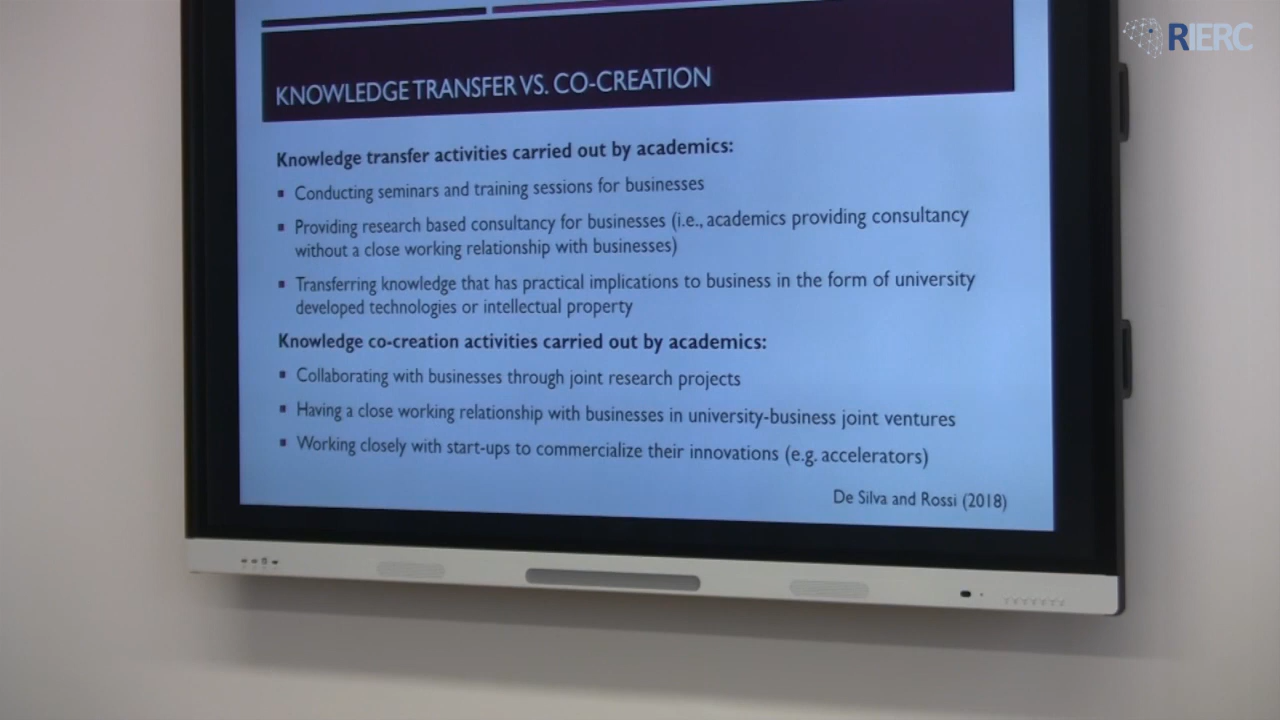 RIERC
KNOWLEDGE TRANSFER VS. CO-CREATION
Knowledge transfer activities carried out by academics:
▪ Conducting seminars and training sessions for businesses
▪ Providing research based consultancy for businesses (i.e., academics providing consultancy
without a close working relationship with businesses)
▪ Transferring knowledge that has practical implications to business in the form of university
developed technologies or intellectual property
Knowledge co-creation activities carried out by academics:
▪ Collaborating with businesses through joint research projects
▪ Having a close working relationship with businesses in university-business joint ventures
▪ Working closely with start-ups to commercialize their innovations (e.g. accelerators)
De Silva and Rossi (2018)